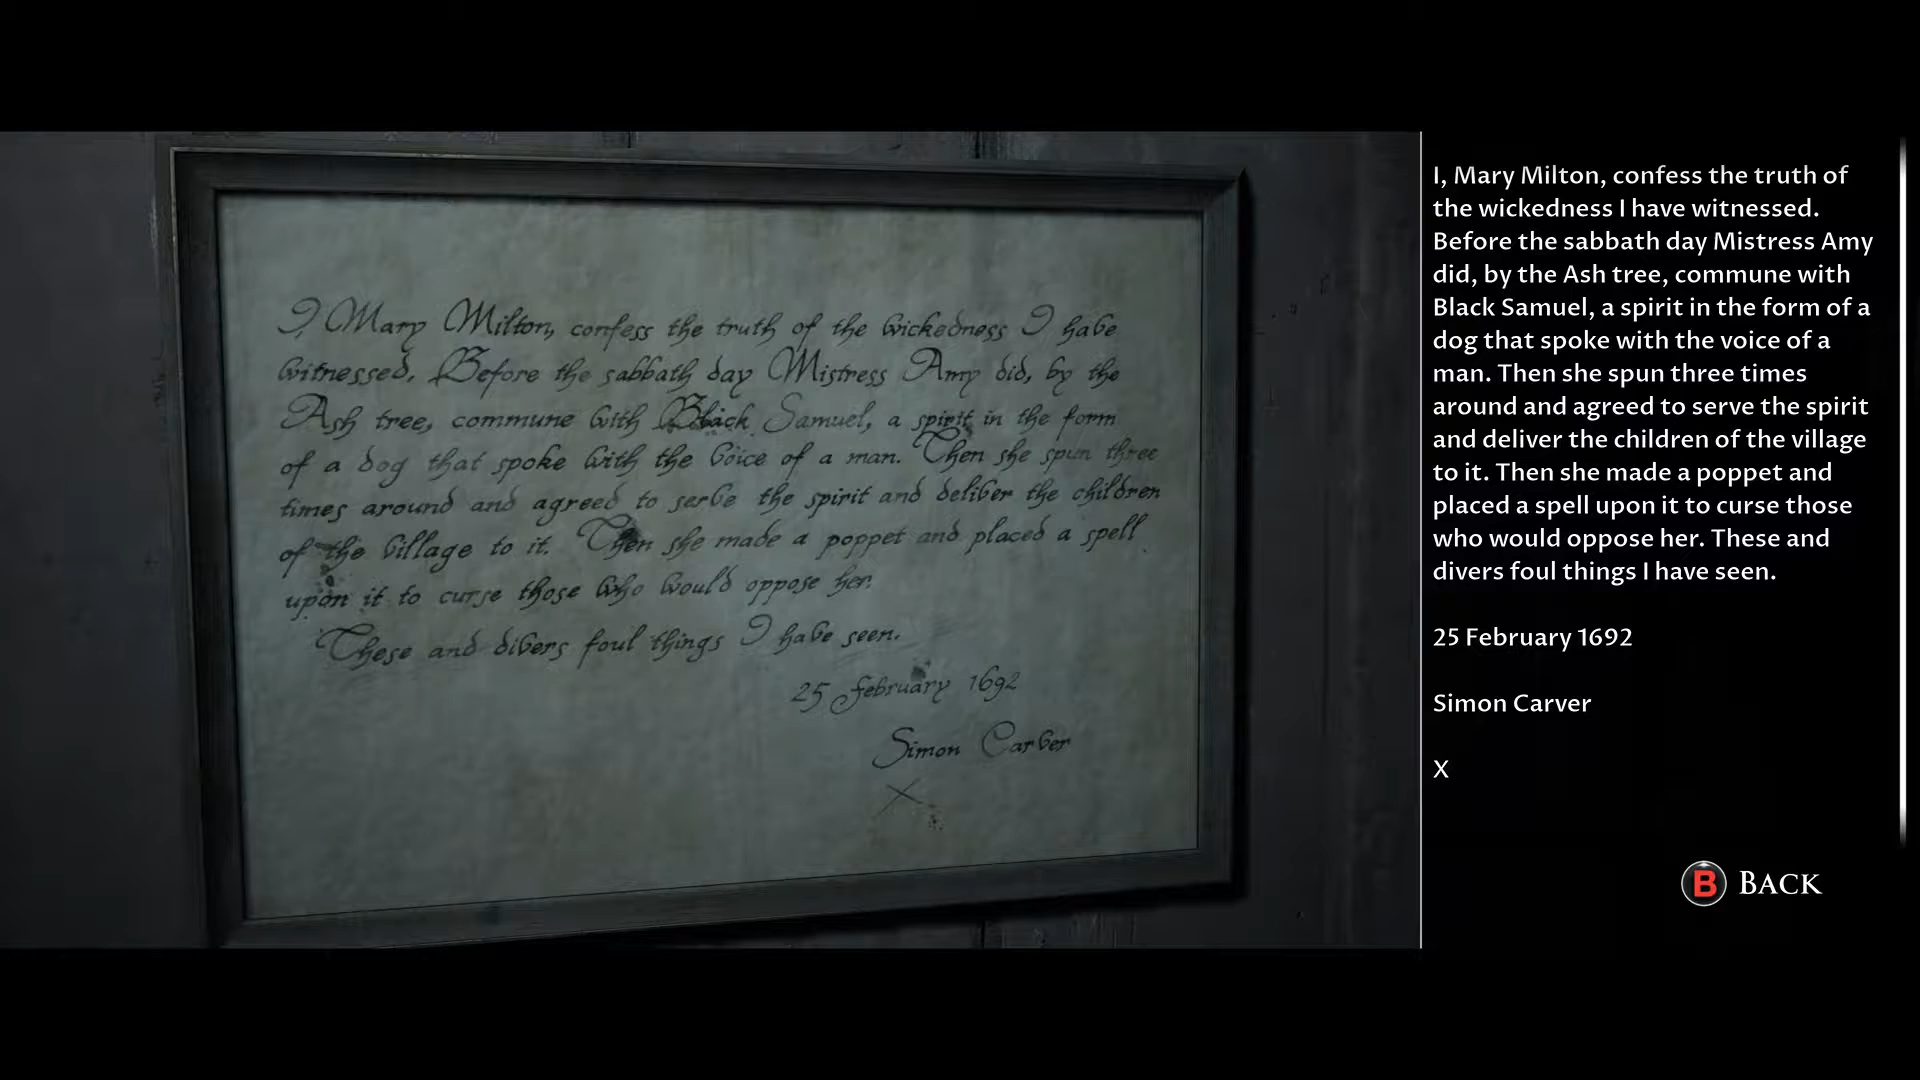 I, Mary Milton, confess the truth of the wickedness I have
witnessed. Before the sabbath day Mistress Amy did, by the
Ash tree, commune with Black Samuel, a spirit in the form
of a dog that spoke with the voice of a man. Then she spun three
times around and agreed to serve the spirit and deliver the children
of the village to it. Then she made a poppet and placed a spell
upon it to curse those who would oppose her.
These and divers foul things I have seen.
25 February 1692
Simon Carver
X
I, Mary Milton, confess the truth of
the wickedness I have witnessed.
Before the sabbath day Mistress Amy
did, by the Ash tree, commune with
Black Samuel, a spirit in the form of a
dog that spoke with the voice of a
man. Then she spun three times
around and agreed to serve the spirit
and deliver the children of the village
to it. Then she made a poppet and
placed a spell upon it to curse those
who would oppose her. These and
divers foul things I have seen.
25 February 1692
Simon Carver
X
B BACK